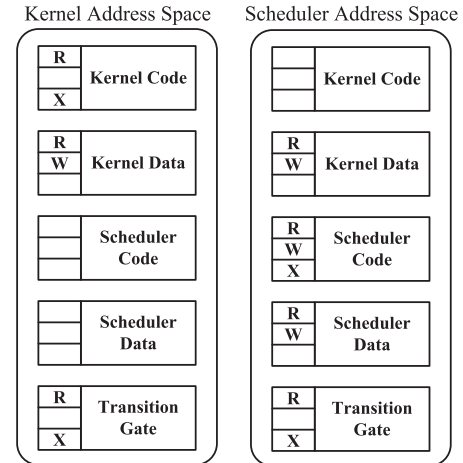 Kernel Address Space
R
X
Kernel Code
R
W
Kernel Data
Scheduler
Code
Scheduler
Data
R
X
Transition
Gate
Scheduler Address Space
Kernel Code
R
W
Kernel Data
R
W
X
Scheduler
Code
R
W
Scheduler
Data
R
X
Transition
Gate